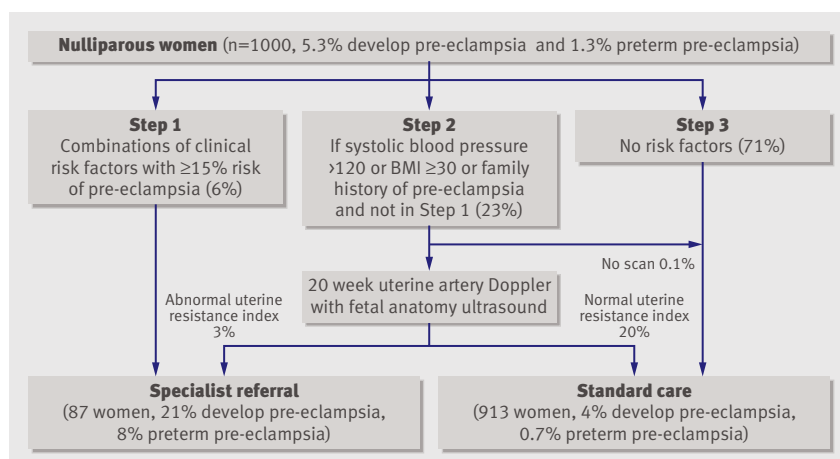 Nulliparous women (n=1000, 5.3% develop pre-eclampsia and 1.3% preterm pre-eclampsia)
Step 1
Combinations of clinical
risk factors with ≥15% risk
of pre-eclampsia (6%)
Step 2
If systolic blood pressure
>120 or BMI ≥30 or family
history of pre-eclampsia
and not in Step 1 (23%)
Step 3
No risk factors (71%)
No scan 0.1%
20 week uterine artery Doppler
with fetal anatomy ultrasound
Abnormal uterine
resistance index
3%
Normal uterine
resistance index
20%
Specialist referral
(87 women, 21% develop pre-eclampsia,
8% preterm pre-eclampsia)
Standard care
(913 women, 4% develop pre-eclampsia,
0.7% preterm pre-eclampsia)